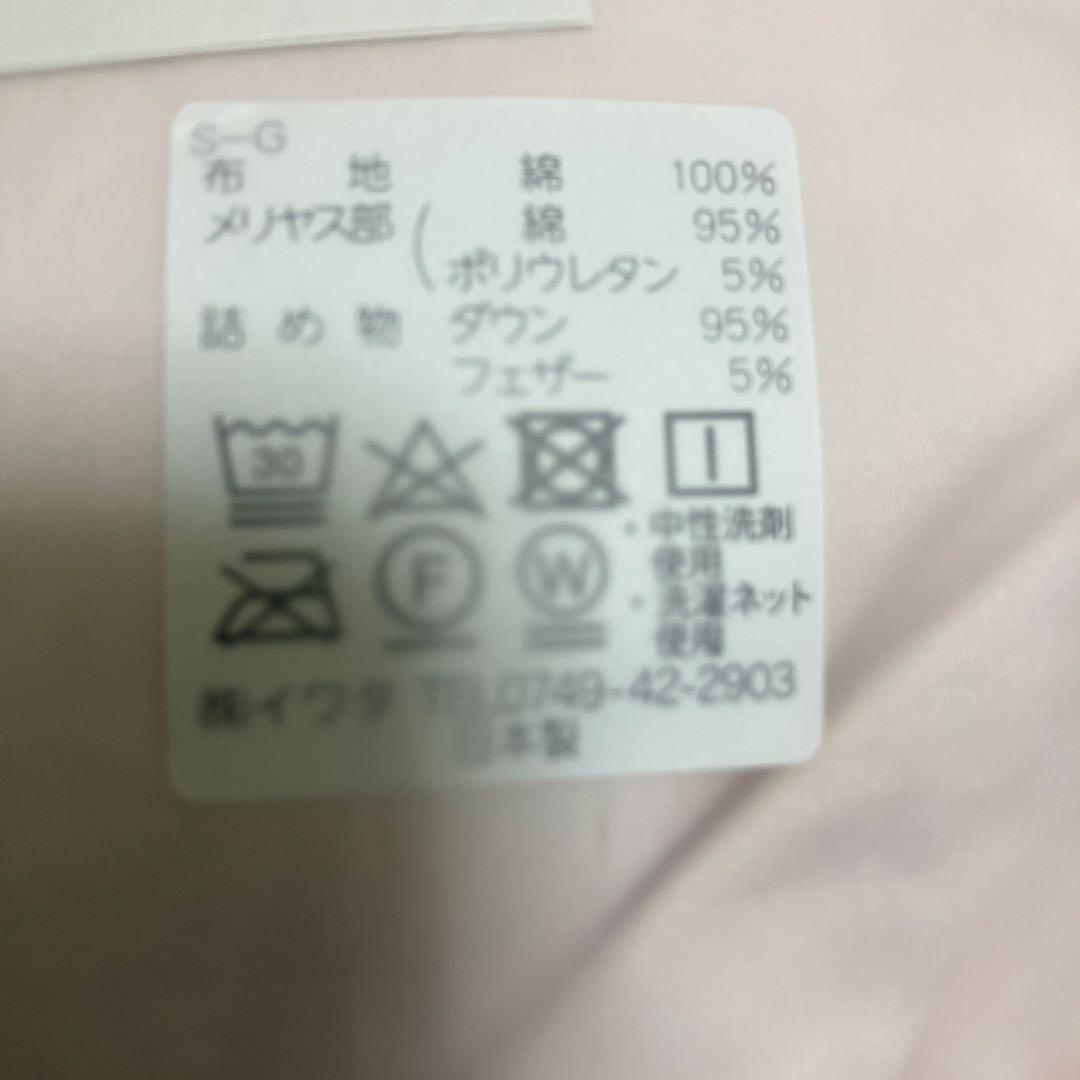 S－G
布地 綿 100%
メリヤス部( 綿 95%
ポリウレタン 5%
詰め物 ダウン 95%
フェザー 5%
30
・中性洗剤
使用
F W
・洗濯ネット
使用
㈱イワタ TEL0749-42-2903
日本製